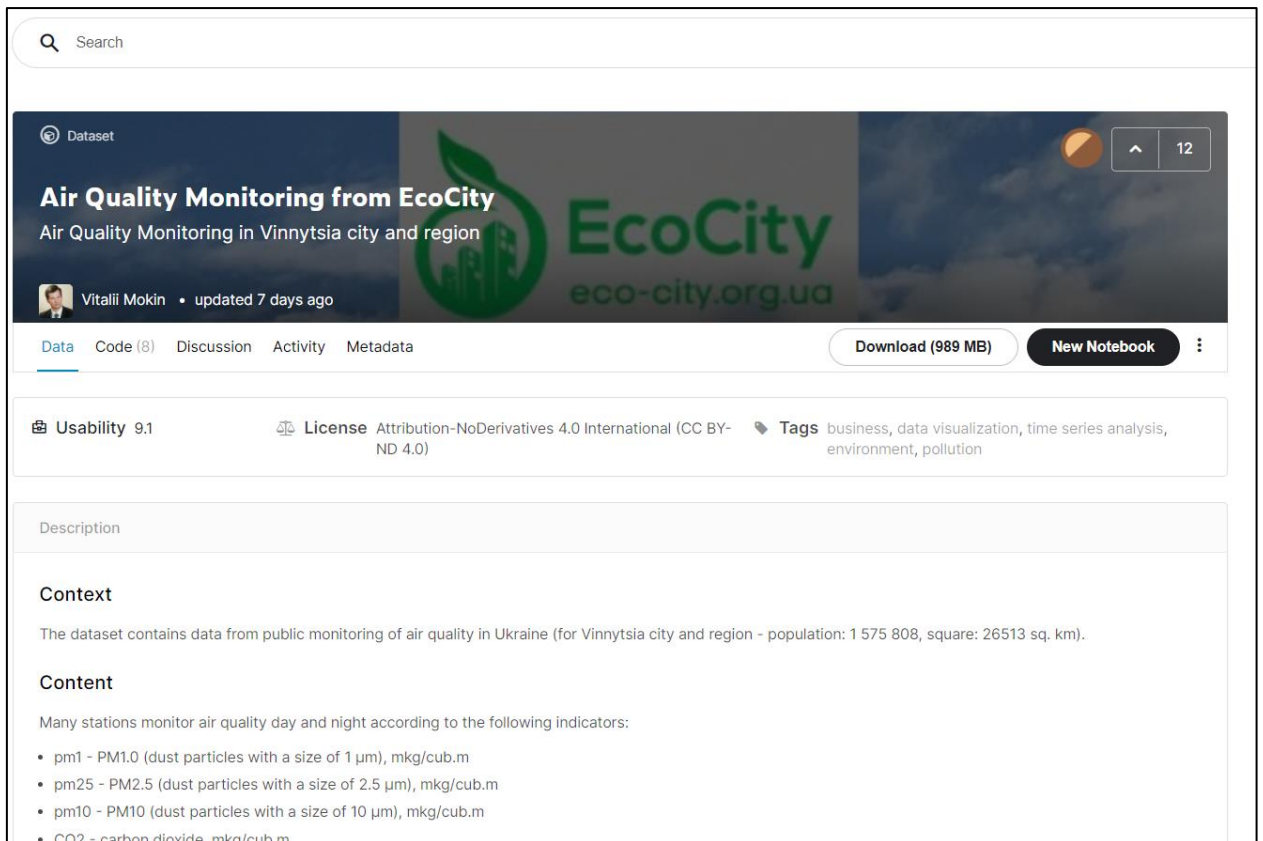 Search
Dataset
12
Air Quality Monitoring from EcoCity
Air Quality Monitoring in Vinnytsia city and region
EcoCity
eco-city.org.ua
Vitalii Mokin • updated 7 days ago
Data Code (8) Discussion Activity Metadata Download (989 MB) New Notebook
Usability 9.1 License Attribution-NoDerivatives 4.0 International (CC BY- Tags business, data visualization, time series analysis,
ND 4.0) environment, pollution
Description
Context
The dataset contains data from public monitoring of air quality in Ukraine (for Vinnytsia city and region - population: 1 575 808, square: 26513 sq. km).
Content
Many stations monitor air quality day and night according to the following indicators:
• pm1 - PM1.0 (dust particles with a size of 1 µm), mkg/cub.m
• pm25 - PM2.5 (dust particles with a size of 2.5 µm), mkg/cub.m
• pm10 - PM10 (dust particles with a size of 10 µm), mkg/cub.m
• CO2 - carbon dioxide, mkg/cub.m